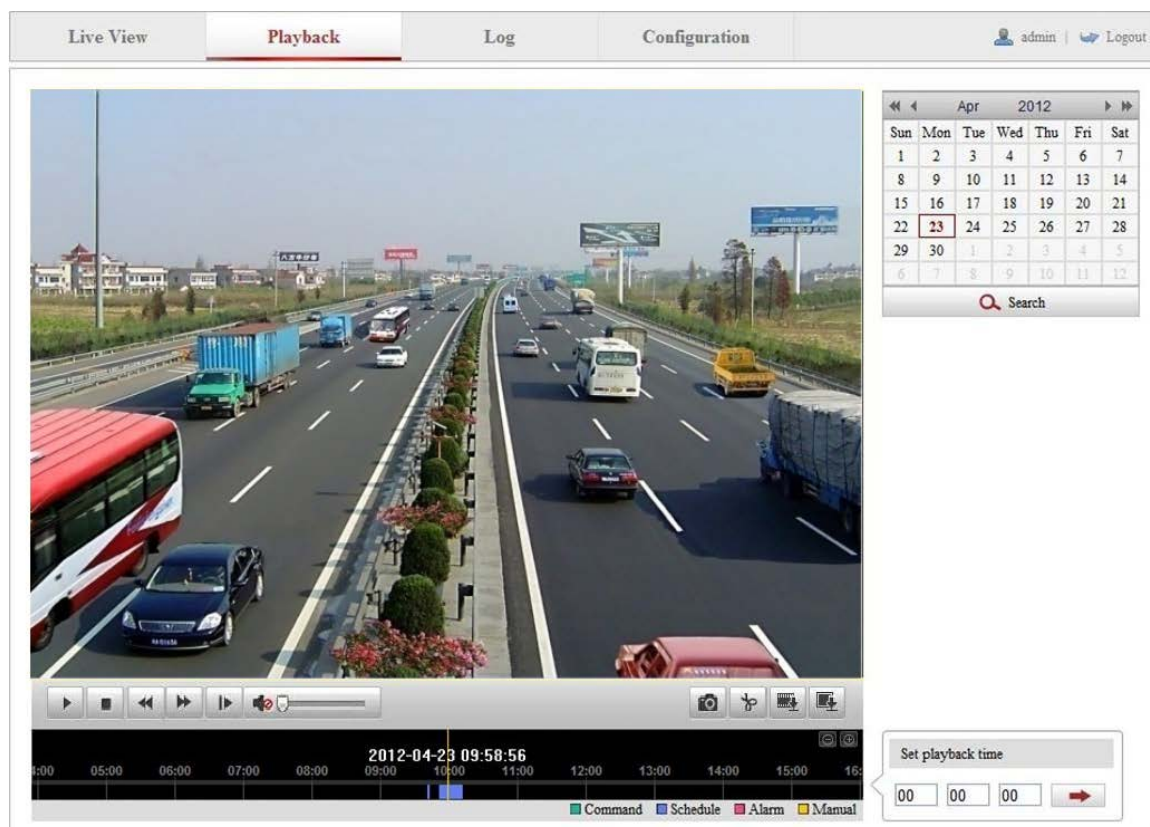 Live View
Playback
Log
Configuration
admin | Logout
Apr 2012
Sun Mon Tue Wed Thu Fri Sat
1 2 3 4 5 6 7
8 9 10 11 12 13 14
15 16 17 18 19 20 21
22 23 24 25 26 27 28
29 30 1 2 3 4 5
6 7 8 9 10 11 12
Search
2012-04-23 09:58:56
4:00 05:00 06:00 07:00 08:00 09:00 10:00 11:00 12:00 13:00 14:00 15:00 16:
Command Schedule Alarm Manual
Set playback time
00 00 00